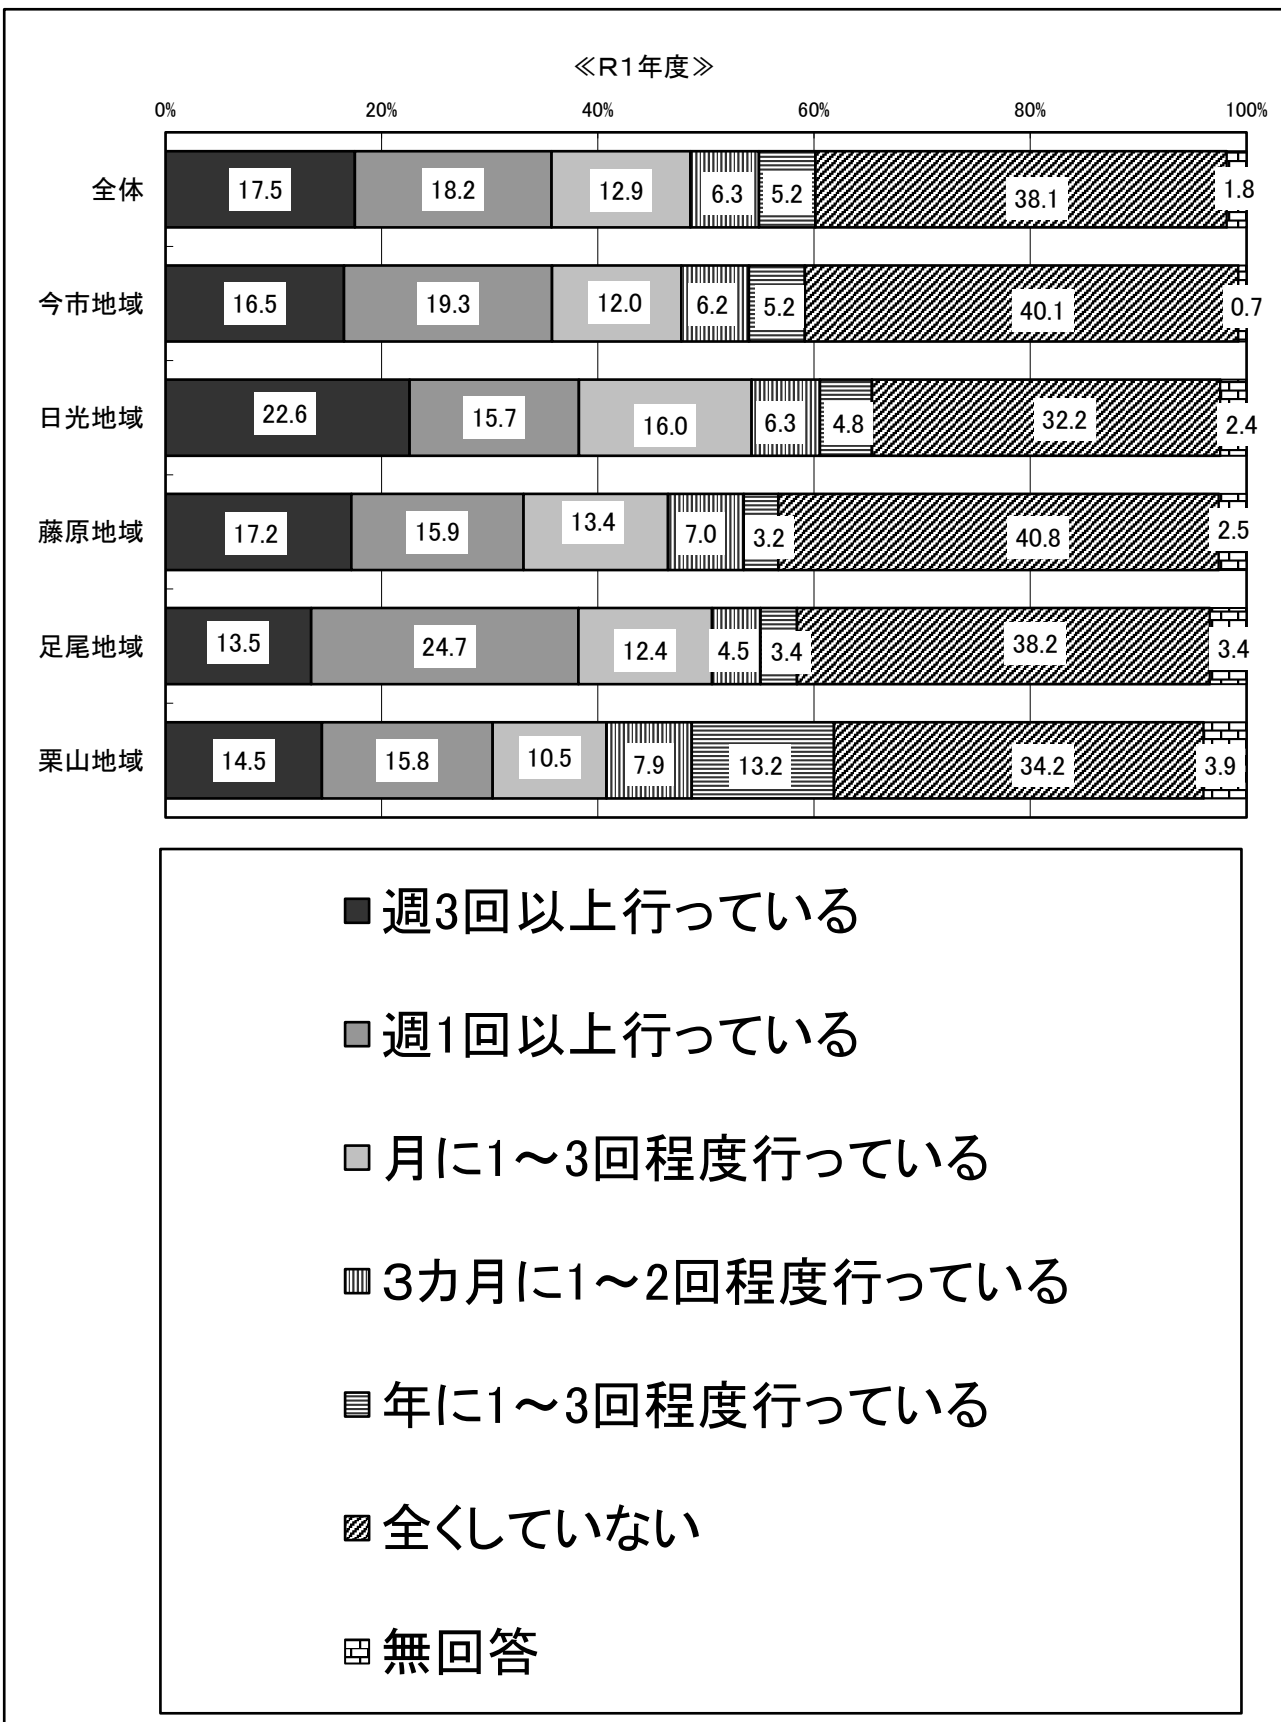 ≪R1年度≫
0% 20% 40% 60% 80% 100%
全体 17.5 18.2 12.9 6.3 5.2 38.1 1.8
今市地域 16.5 19.3 12.0 6.2 5.2 40.1 0.7
日光地域 22.6 15.7 16.0 6.3 4.8 32.2 2.4
藤原地域 17.2 15.9 13.4 7.0 3.2 40.8 2.5
足尾地域 13.5 24.7 12.4 4.5 3.4 38.2 3.4
栗山地域 14.5 15.8 10.5 7.9 13.2 34.2 3.9
週3回以上行っている
週1回以上行っている
月に1～3回程度行っている
３カ月に1～2回程度行っている
年に1～3回程度行っている
全くしていない
無回答